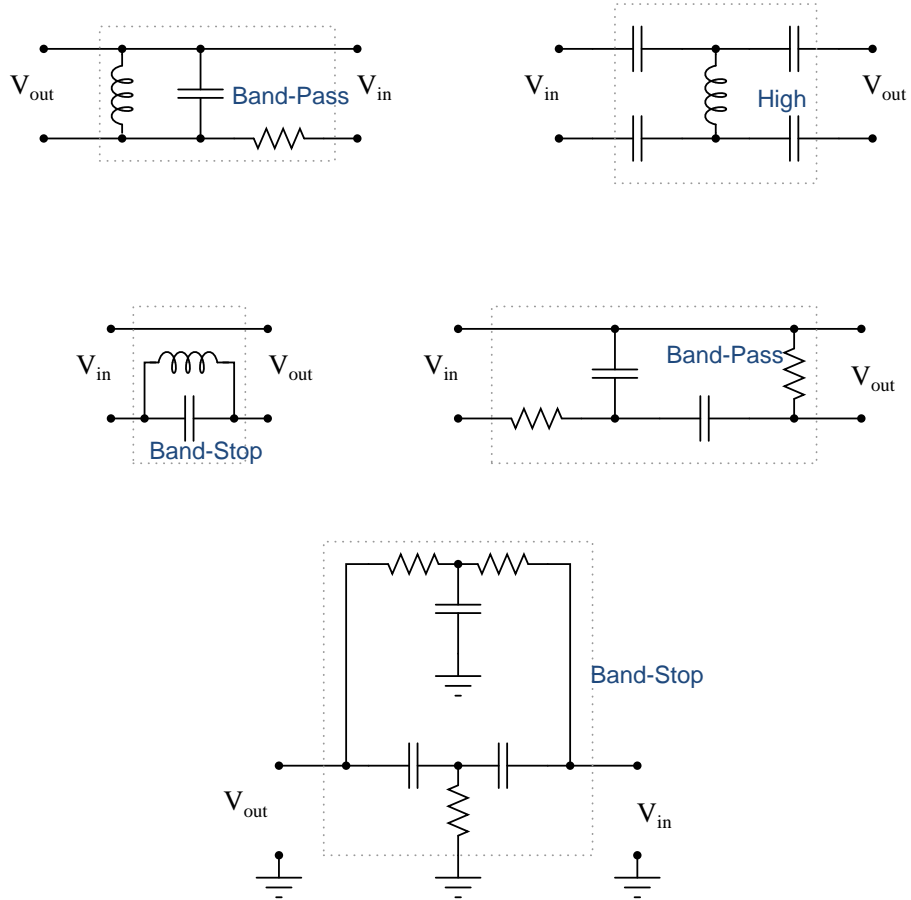 V_out
Band-Pass
V_in
V_in
High
V_out
V_in
V_out
Band-Stop
V_in
Band-Pass
V_out
Band-Stop
V_out
V_in